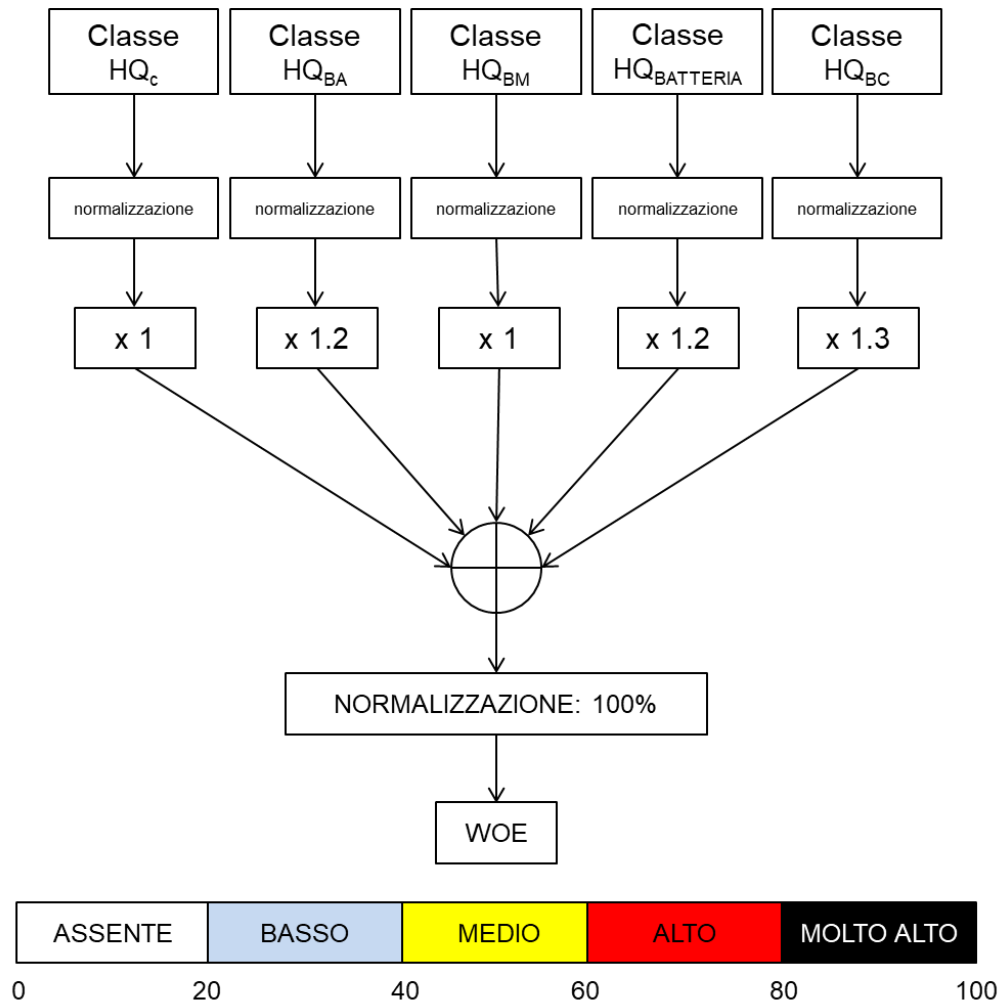 Classe Classe Classe Classe Classe
HQc HQBA HQBM HQBATTERIA HQBC
normalizzazione normalizzazione normalizzazione normalizzazione normalizzazione
x 1 x 1.2 x 1 x 1.2 x 1.3
NORMALIZZAZIONE: 100%
WOE
ASSENTE BASSO MEDIO ALTO MOLTO ALTO
0 20 40 60 80 100